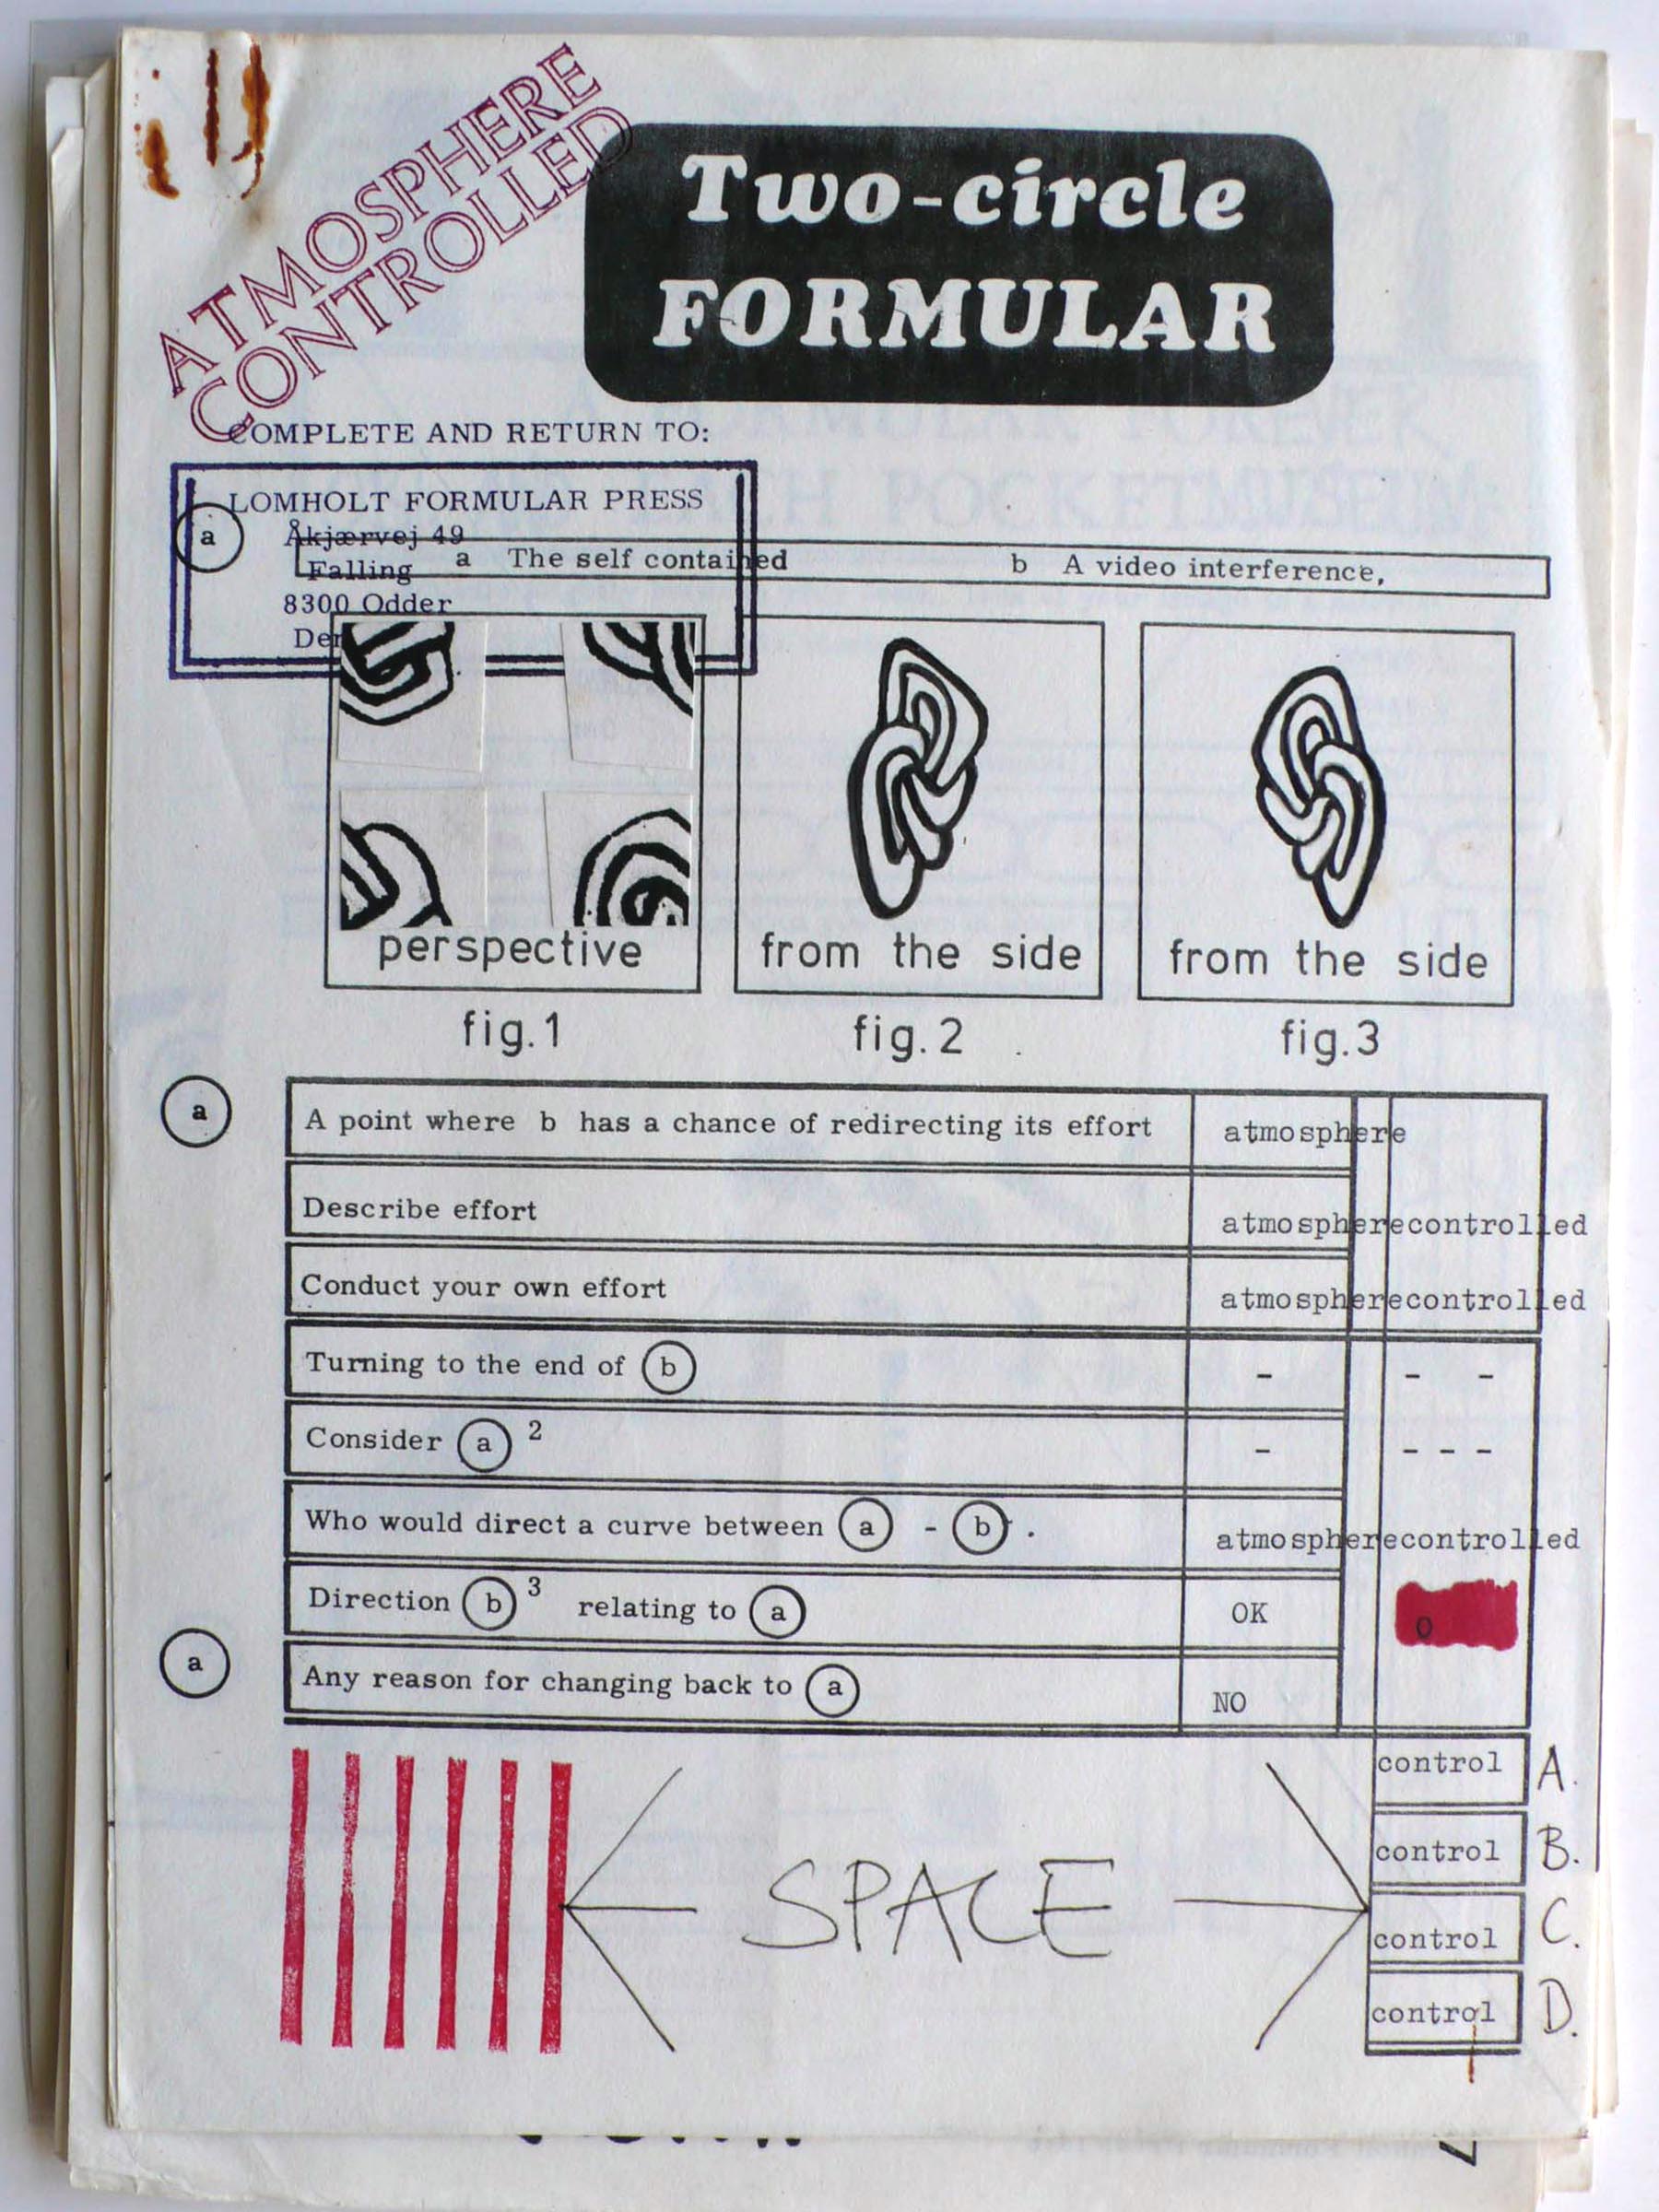 ATMOSPHERE
CONTROLLED
Two-circle
FORMULAR
COMPLETE AND RETURN TO:
LOMHOLT FORMULAR PRESS
a
Åkjærvej 49
Falling
8300 Odder
a The self contained
b A video interference,
perspective
from the side
from the side
fig.1
fig.2
fig.3
a
A point where b has a chance of redirecting its effort atmosphere
Describe effort atmospherecontrolled
Conduct your own effort atmospherecontrolled
Turning to the end of b - - -
Consider a 2 - - - -
Who would direct a curve between a - b . atmospherecontrolled
Direction b 3 relating to a OK 0
a
Any reason for changing back to a NO
control A.
control B.
SPACE
control C.
control D.